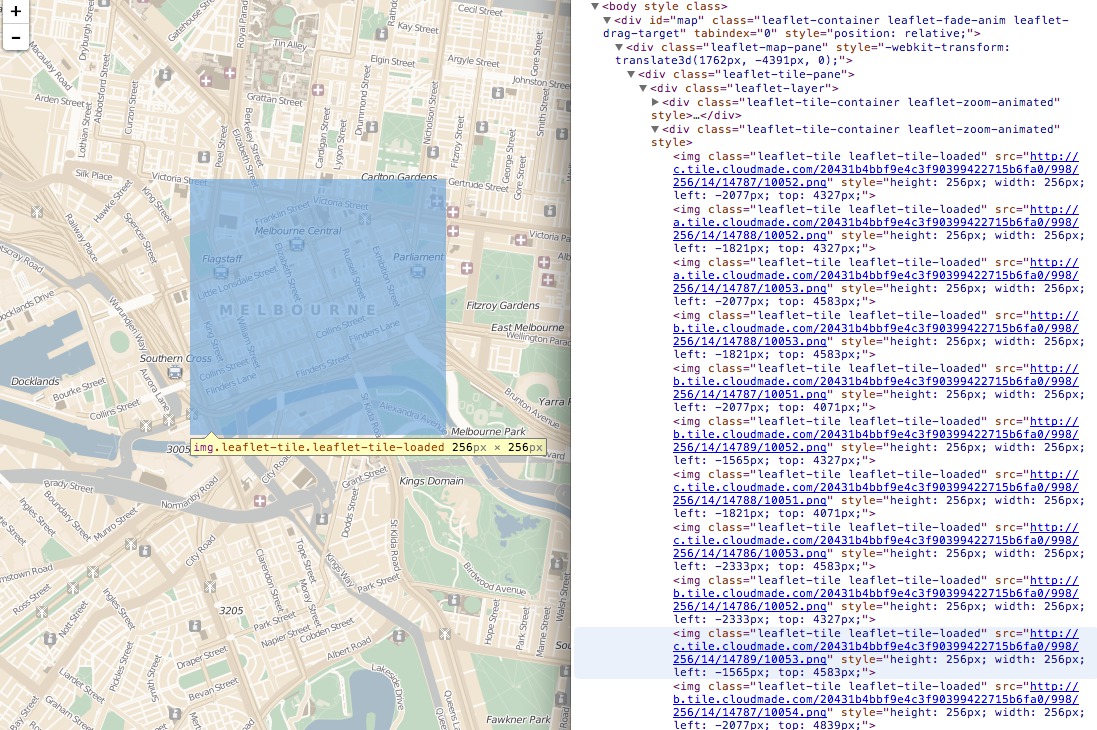 +
-
Gatehouse Street
Royal Parade
Tin Alley
Cecil Street
Kay Street
Macaulay Road
Dryburgh Street
Abbotsford Street
Elgin Street
Argyle Street
Gore Street
Johnston Street
Arden Street
Curzon Street
Grattan Street
Drummond Street
Nicholson Street
Smith Street
Lothian Street
Peel Street
Berkeley Street
Elizabeth Street
Cardigan Street
Lygon Street
Fitzroy Street
George Street
Gore Street
Silk Place
Victoria Street
Carlton Gardens
Gertrude Street
Hawke Street
King Street
Franklin Street
Victoria Street
Melbourne Central
Railway Place
Spencer Street
Victoria Pa
tscray Road
Flagstaff
Elizabeth Street
Russell Street
Exhibition Street
Parliament
Little Lonsdale Street
Docklands Drive
Wurundjeri Way
MELBOURNE
Fitzroy Gardens
King Street
William Street
Collins Street
Flinders Lane
East Melbourne
Wellington Parad
Southern Cross
Flinders Street
Docklands
Bourke Street
Aurora Lane
Collins Street
Flinders Lane
Brunton Avenue
Yarra
Collins Street
St Kilda Road
Alexandra Avenue
Melbourne Park
3005
img.leaflet-tile.leaflet-tile-loaded 256px × 256px
City Road
Grant Street
Kings Domain
Brady Street
Normanby Road
Boundary Street
Ingles Street
Munro Street
Dodds Street
St Kilda Road
City Road
Tope Street
Kings Way
Birdwood Avenue
Ross Street
Clarendon Street
Moray Street
Park Street
Ingles Street
Nott Street
3205
Napier Street
Cobden Street
Hope Street
Park Street
Marne Street
Walsh Street
Draper Street
Albert Road
Pickles Street
Smith Street
Bevan Street
Liardet Street
Graham Street
Bay Street
Lakeside Drive
Queens
Fawkner Park
▼<body style class>
▼<div id="map" class="leaflet-container leaflet-fade-anim leaflet-
drag-target" tabindex="0" style="position: relative;">
▼<div class="leaflet-map-pane" style="-webkit-transform:
translate3d(1762px, -4391px, 0);">
▼<div class="leaflet-tile-pane">
▼<div class="leaflet-layer">
▶<div class="leaflet-tile-container leaflet-zoom-animated"
style>…</div>
▼<div class="leaflet-tile-container leaflet-zoom-animated"
style>
<img class="leaflet-tile leaflet-tile-loaded" src="http://
c.tile.cloudmade.com/20431b4bbf9e4c3f90399422715b6fa0/998/
256/14/14787/10052.png" style="height: 256px; width: 256px;
left: -2077px; top: 4327px;">
<img class="leaflet-tile leaflet-tile-loaded" src="http://
a.tile.cloudmade.com/20431b4bbf9e4c3f90399422715b6fa0/998/
256/14/14788/10052.png" style="height: 256px; width: 256px;
left: -1821px; top: 4327px;">
<img class="leaflet-tile leaflet-tile-loaded" src="http://
a.tile.cloudmade.com/20431b4bbf9e4c3f90399422715b6fa0/998/
256/14/14787/10053.png" style="height: 256px; width: 256px;
left: -2077px; top: 4583px;">
<img class="leaflet-tile leaflet-tile-loaded" src="http://
b.tile.cloudmade.com/20431b4bbf9e4c3f90399422715b6fa0/998/
256/14/14788/10053.png" style="height: 256px; width: 256px;
left: -1821px; top: 4583px;">
<img class="leaflet-tile leaflet-tile-loaded" src="http://
b.tile.cloudmade.com/20431b4bbf9e4c3f90399422715b6fa0/998/
256/14/14787/10051.png" style="height: 256px; width: 256px;
left: -2077px; top: 4071px;">
<img class="leaflet-tile leaflet-tile-loaded" src="http://
b.tile.cloudmade.com/20431b4bbf9e4c3f90399422715b6fa0/998/
256/14/14789/10052.png" style="height: 256px; width: 256px;
left: -1565px; top: 4327px;">
<img class="leaflet-tile leaflet-tile-loaded" src="http://
c.tile.cloudmade.com/20431b4bbf9e4c3f90399422715b6fa0/998/
256/14/14788/10051.png" style="height: 256px; width: 256px;
left: -1821px; top: 4071px;">
<img class="leaflet-tile leaflet-tile-loaded" src="http://
c.tile.cloudmade.com/20431b4bbf9e4c3f90399422715b6fa0/998/
256/14/14786/10053.png" style="height: 256px; width: 256px;
left: -2333px; top: 4583px;">
<img class="leaflet-tile leaflet-tile-loaded" src="http://
b.tile.cloudmade.com/20431b4bbf9e4c3f90399422715b6fa0/998/
256/14/14786/10052.png" style="height: 256px; width: 256px;
left: -2333px; top: 4327px;">
<img class="leaflet-tile leaflet-tile-loaded" src="http://
c.tile.cloudmade.com/20431b4bbf9e4c3f90399422715b6fa0/998/
256/14/14789/10053.png" style="height: 256px; width: 256px;
left: -1565px; top: 4583px;">
<img class="leaflet-tile leaflet-tile-loaded" src="http://
b.tile.cloudmade.com/20431b4bbf9e4c3f90399422715b6fa0/998/
256/14/14787/10054.png" style="height: 256px; width: 256px;
left: -2077px; top: 4839px;">